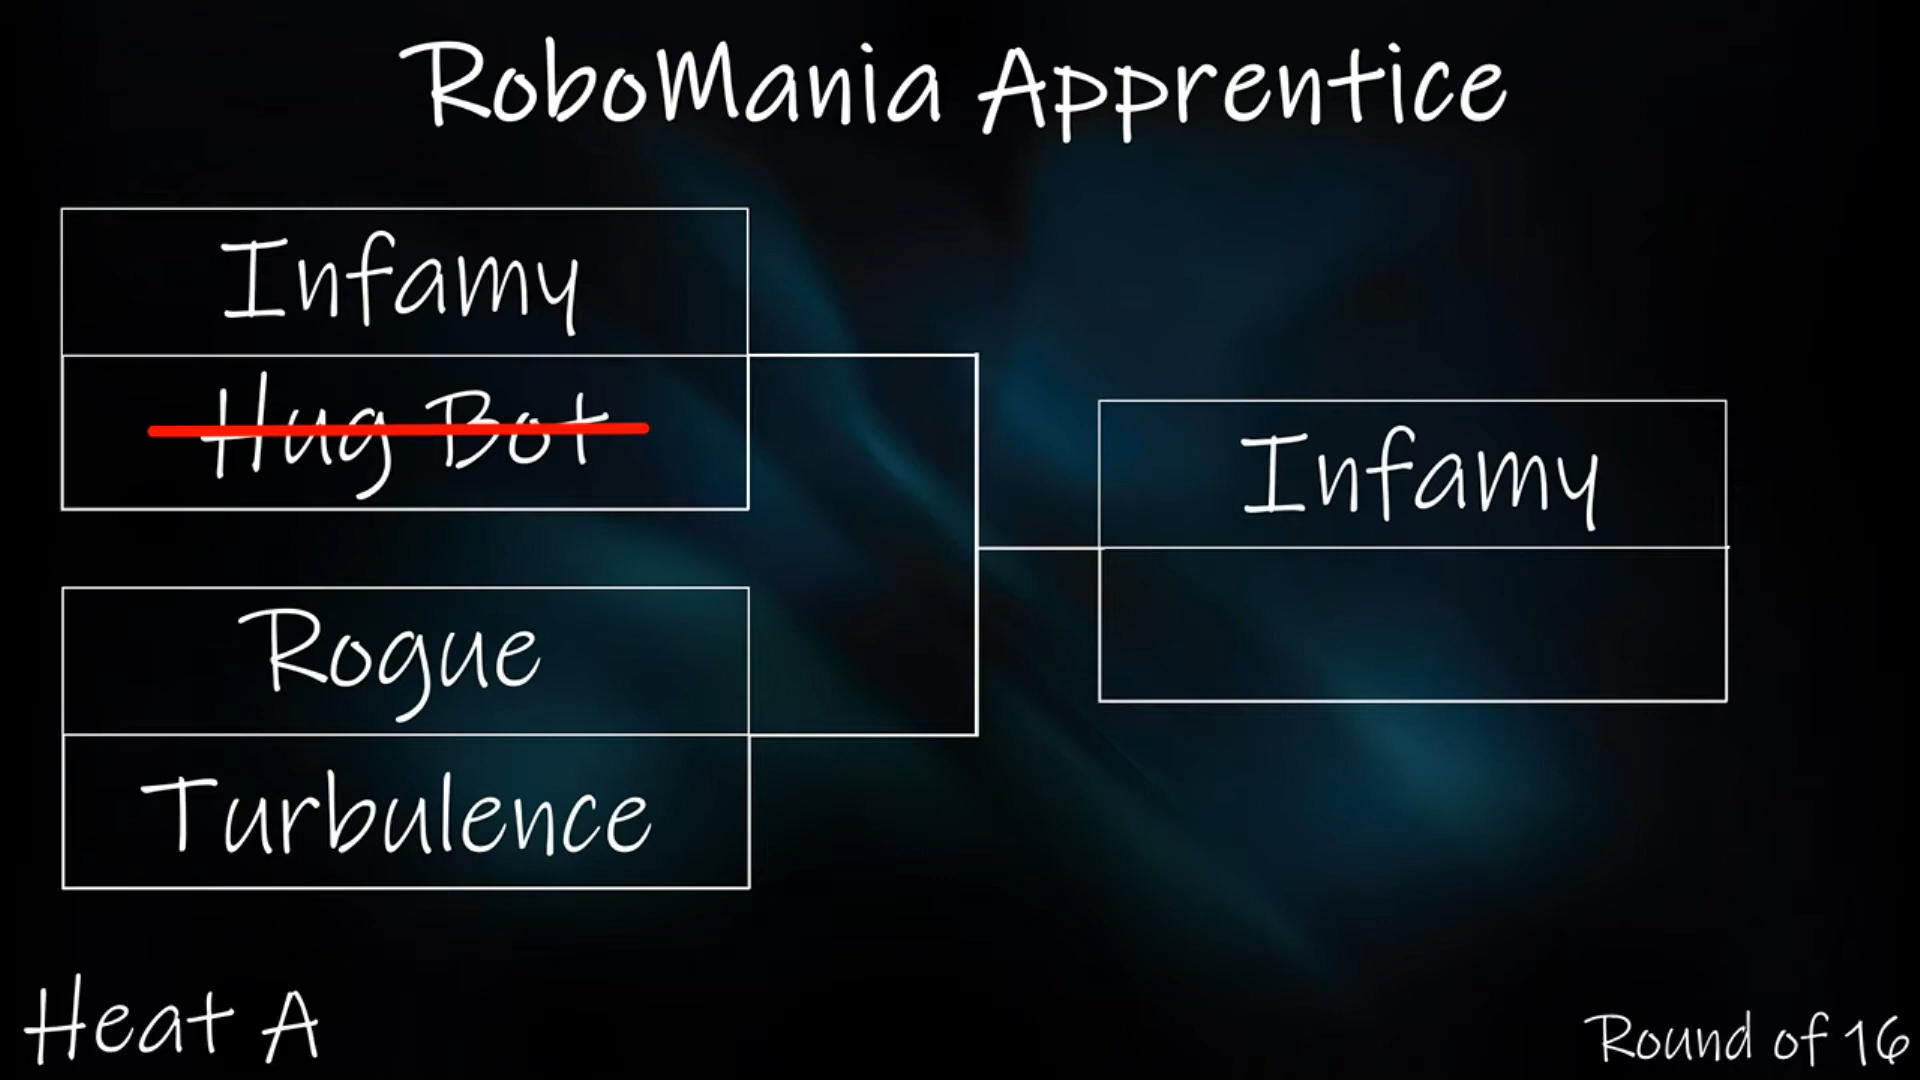 RoboMania Apprentice
Infamy
Hug Bot
Rogue
Turbulence
Infamy
Heat A
Round of 16